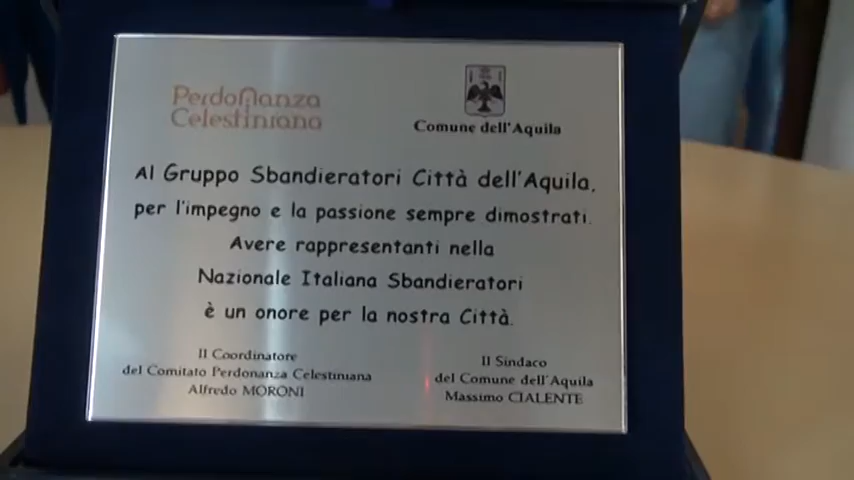 Perdonanza
Celestiniana
Comune dell'Aquila
Al Gruppo Sbandieratori Città dell'Aquila,
per l'impegno e la passione sempre dimostrati.
Avere rappresentanti nella
Nazionale Italiana Sbandieratori
è un onore per la nostra Città.
Il Coordinatore
del Comitato Perdonanza Celestiniana
Alfredo MORONI
Il Sindaco
del Comune dell'Aquila
Massimo CIALENTE